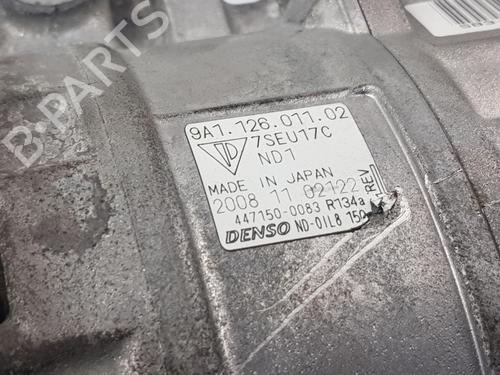 9A1.126.011.02
7SEU17C
ND1
MADE IN JAPAN
2008 11 02122
447150-0083 R134a
DENSO ND-OIL8 150
REV